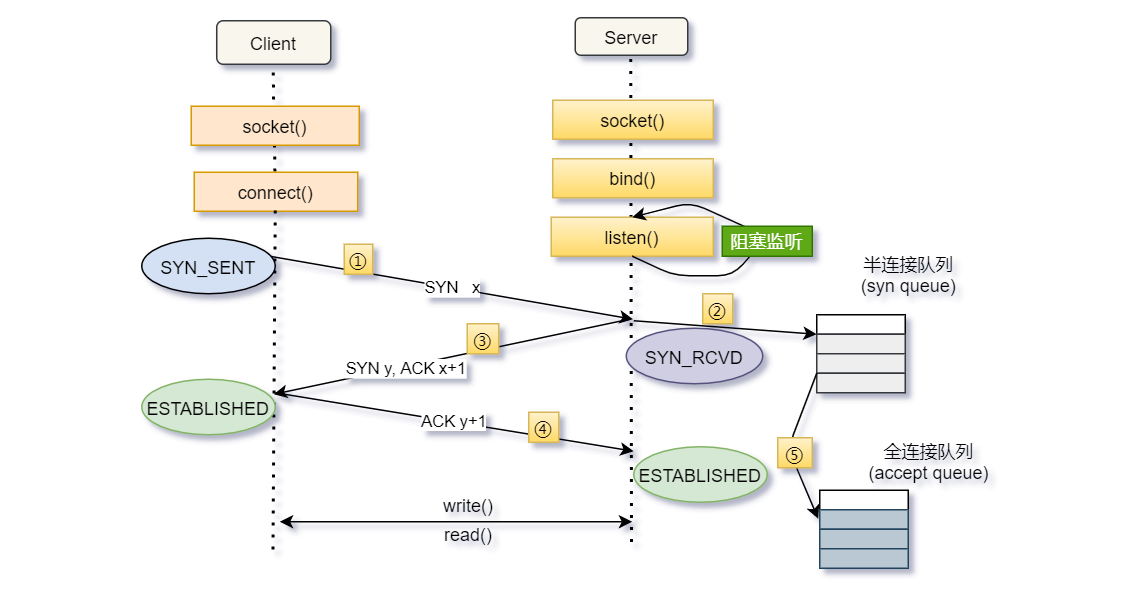 Client
Server
socket()
socket()
connect()
bind()
listen()
阻塞监听
SYN_SENT
①
SYN x
半连接队列
(syn queue)
②
③
SYN_RCVD
SYN y, ACK x+1
ESTABLISHED
ACK y+1
④
⑤
全连接队列
(accept queue)
ESTABLISHED
write()
read()